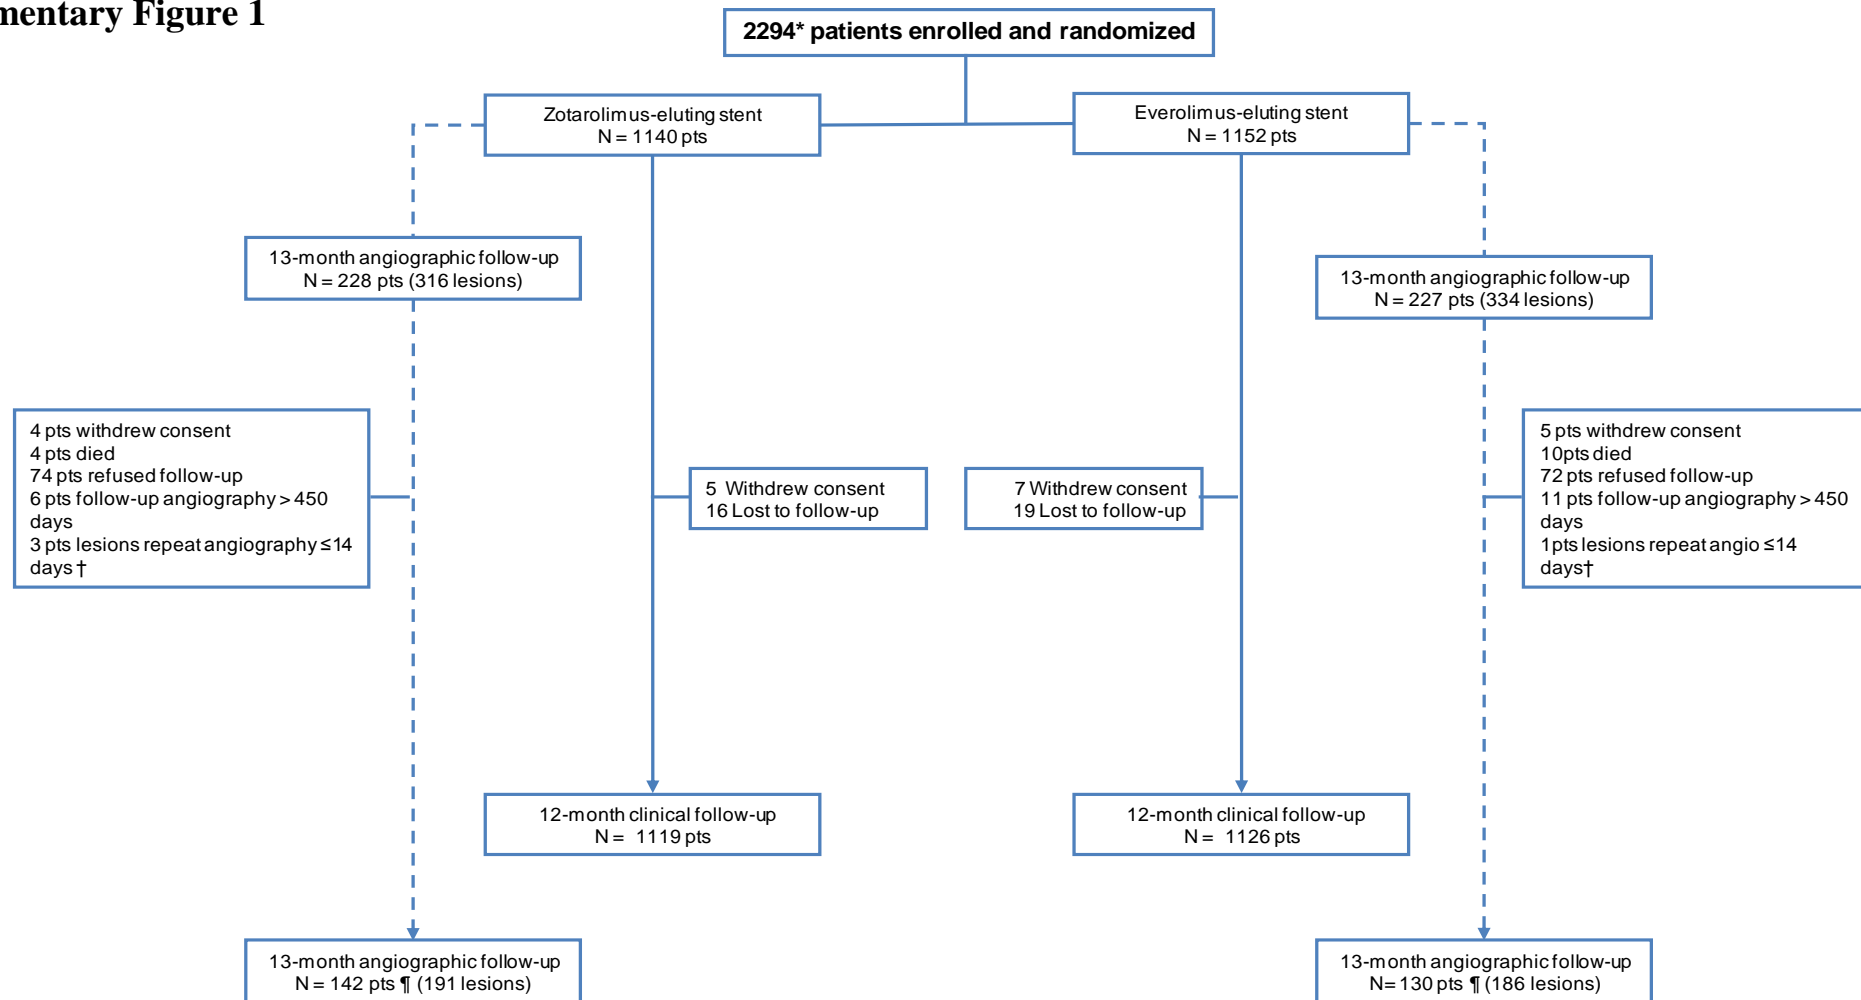 mentary Figure 1
2294* patients enrolled and randomized
Zotarolimus-eluting stent
N = 1140 pts
Everolimus-eluting stent
N = 1152 pts
13-month angiographic follow-up
N = 228 pts (316 lesions)
13-month angiographic follow-up
N = 227 pts (334 lesions)
4 pts withdrew consent
4 pts died
74 pts refused follow-up
6 pts follow-up angiography > 450
days
3 pts lesions repeat angiography ≤14
days †
5 Withdrew consent
16 Lost to follow-up
7 Withdrew consent
19 Lost to follow-up
5 pts withdrew consent
10pts died
72 pts refused follow-up
11 pts follow-up angiography > 450
days
1pts lesions repeat angio ≤14
days†
12-month clinical follow-up
N = 1119 pts
12-month clinical follow-up
N = 1126 pts
13-month angiographic follow-up
N = 142 pts ¶ (191 lesions)
13-month angiographic follow-up
N= 130 pts ¶ (186 lesions)